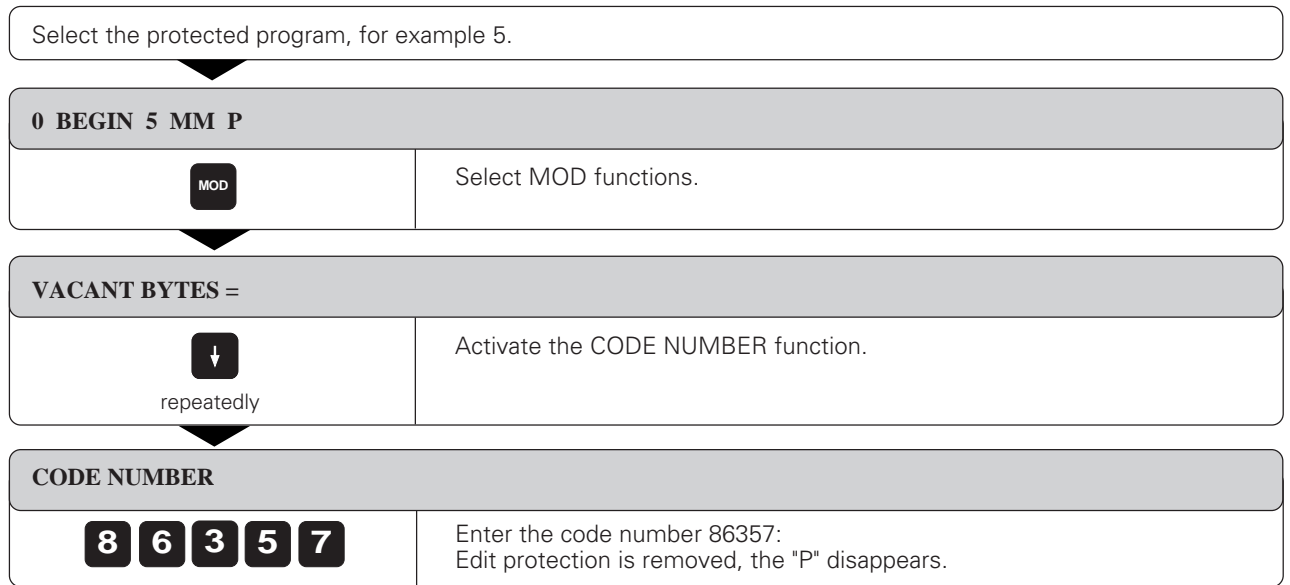 Select the protected program, for example 5.
0 BEGIN 5 MM P
MOD
Select MOD functions.
VACANT BYTES =
Activate the CODE NUMBER function.
repeatedly
CODE NUMBER
8 6 3 5 7
Enter the code number 86357:
Edit protection is removed, the "P" disappears.